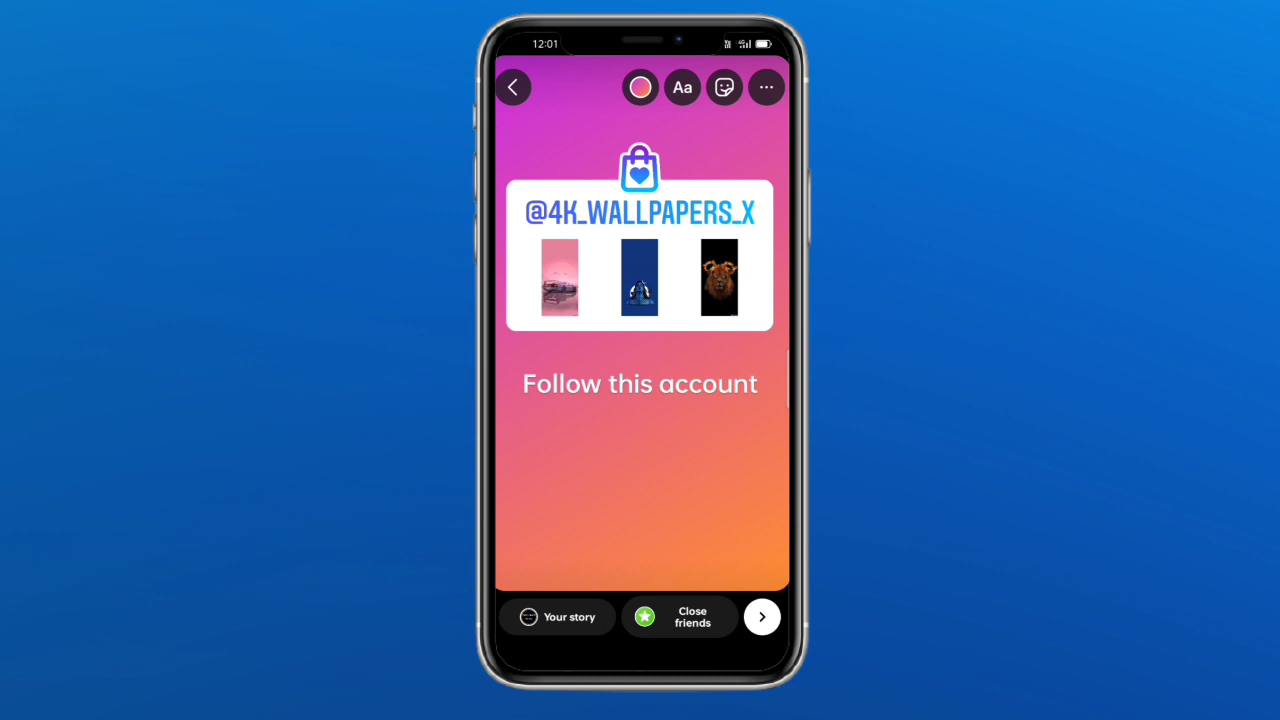 12:01
Aa
@4K_WALLPAPERS_X
Follow this account
Your story
Close
friends